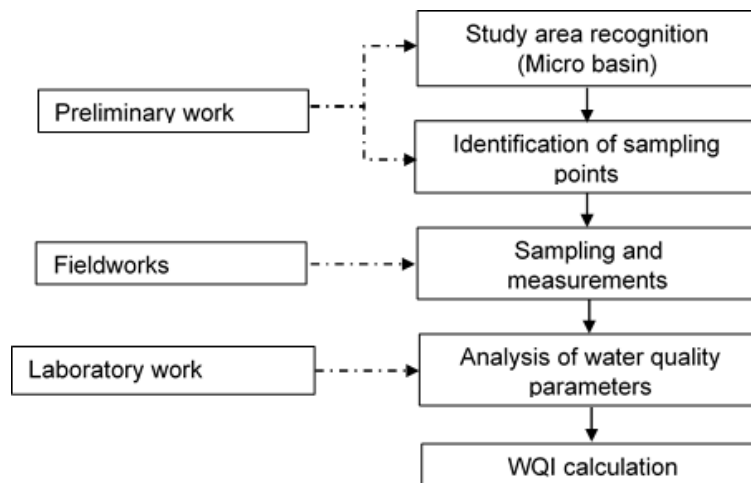 Study area recognition
(Micro basin)
Preliminary work
Identification of sampling
points
Fieldworks
Sampling and
measurements
Laboratory work
Analysis of water quality
parameters
WQI calculation